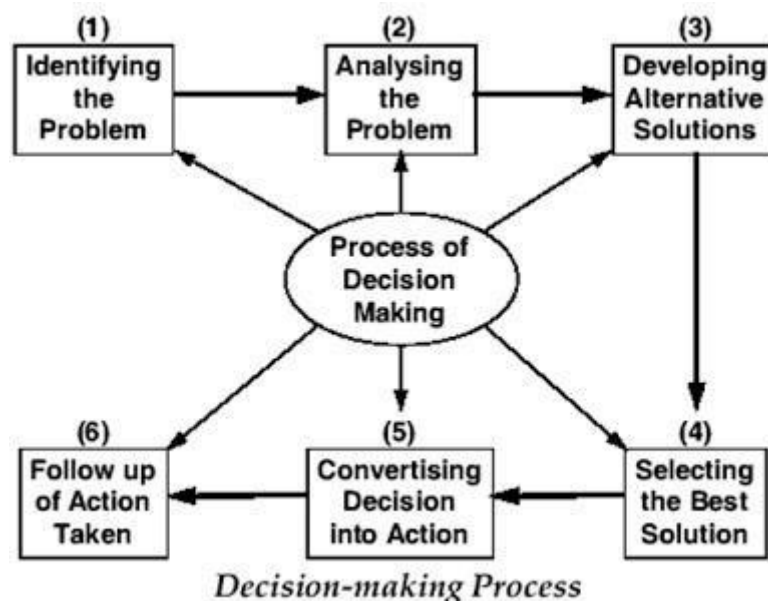 (1)
Identifying
the
Problem
(2)
Analysing
the
Problem
(3)
Developing
Alternative
Solutions
Process of
Decision
Making
(6)
Follow up
of Action
Taken
(5)
Convertising
Decision
into Action
(4)
Selecting
the Best
Solution
Decision-making Process